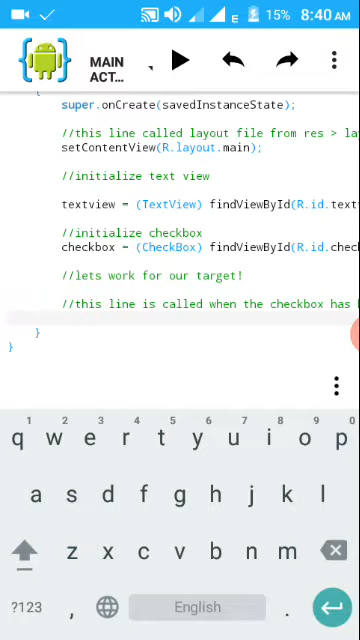 E 15% 8:40 AM
MAIN
ACT...
{
super.onCreate(savedInstanceState);
//this line called layout file from res > la
setContentView(R.layout.main);
//initialize text view
textview = (TextView) findViewById(R.id.text
//initialize checkbox
checkbox = (CheckBox) findViewById(R.id.chec
//lets work for our target!
//this line is called when the checkbox has
}
}
1 2 3 4 5 6 7 8 9 0
q w e r t y u i o p
a s d f g h j k l
z x c v b n m
?123 , English .